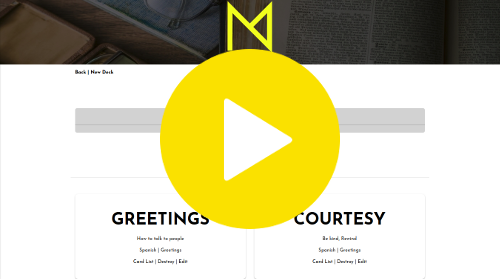 Back | New Deck
GREETINGS
How to talk to people
Spanish | Greetings
Card List | Destroy | Edit
COURTESY
Be kind, Rewind
Spanish | Greetings
Card List | Destroy | Edit